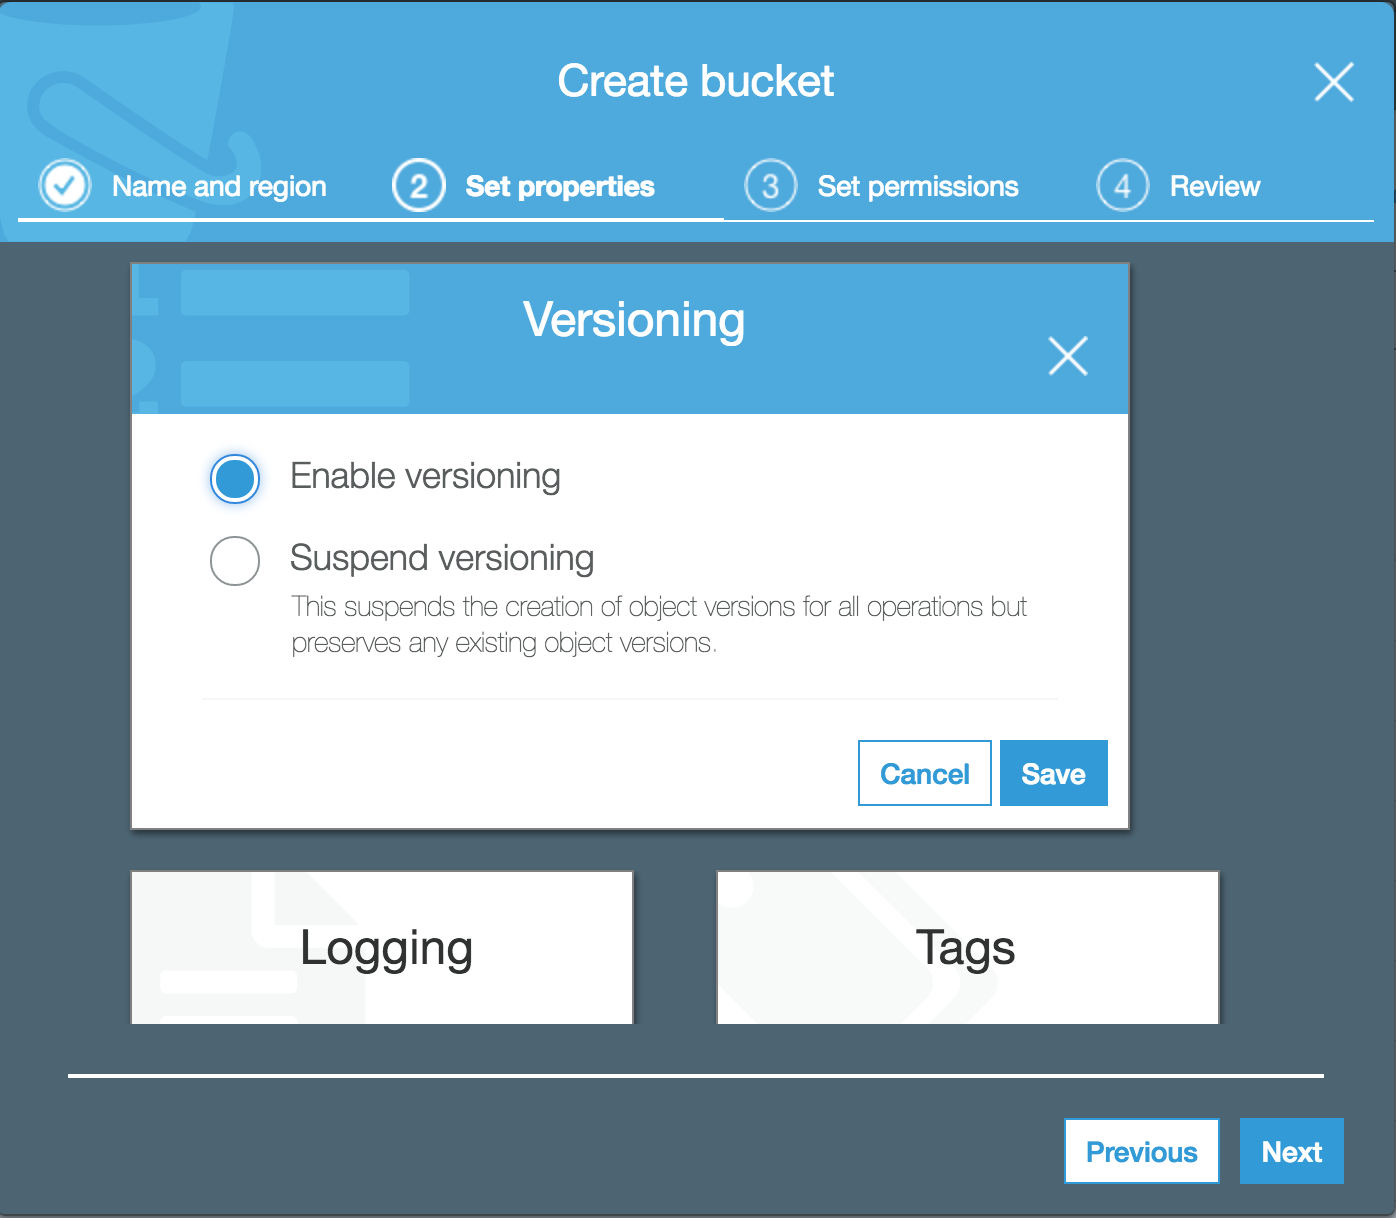 Create bucket
Name and region
2 Set properties
3 Set permissions
4 Review
Versioning
Enable versioning
Suspend versioning
This suspends the creation of object versions for all operations but
preserves any existing object versions.
Cancel Save
Logging
Tags
Previous Next